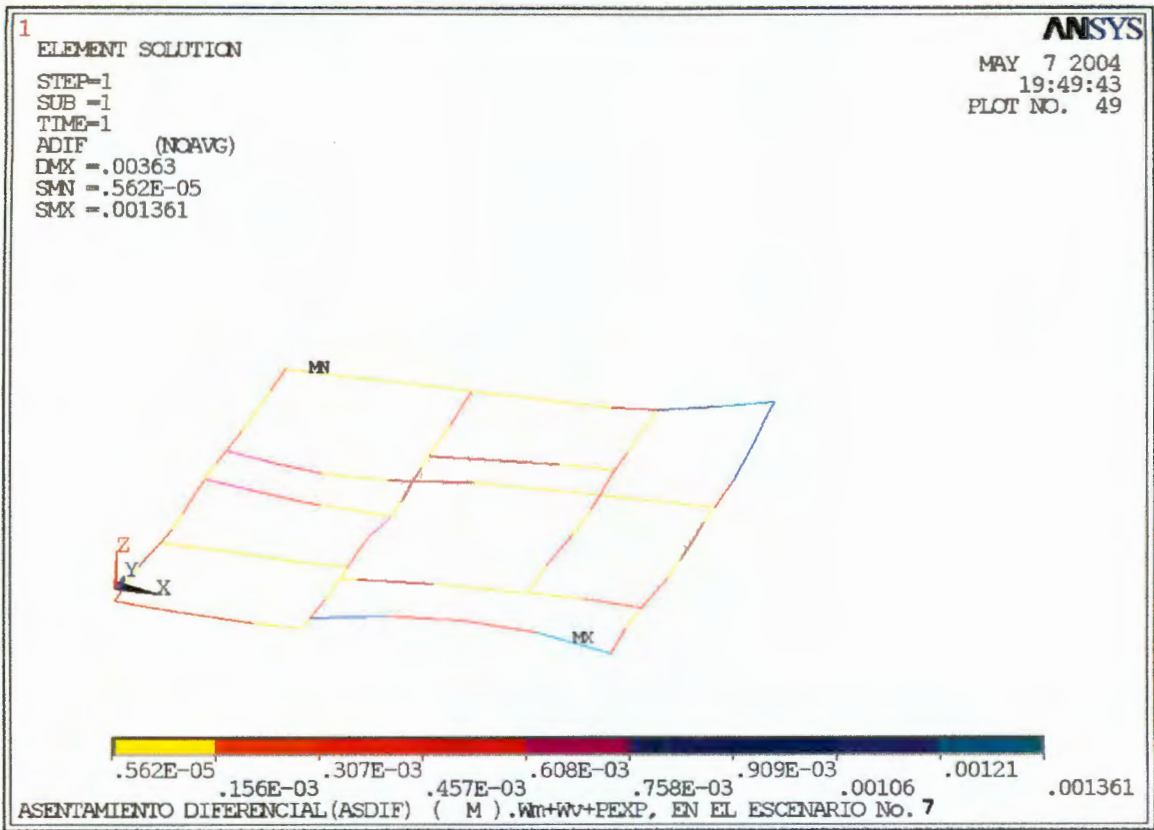 1
ANSYS
ELEMENT SOLUTION
MAY 7 2004
19:49:43
PLOT NO. 49
STEP=1
SUB =1
TIME=1
ADIF (NOAVG)
DMX =.00363
SMN =.562E-05
SMX =.001361
MN
Z
Y
X
MX
.562E-05 .307E-03 .608E-03 .909E-03 .00121
.156E-03 .457E-03 .758E-03 .00106 .001361
ASENTAMIENTO DIFERENCIAL(ASDIF) ( M ).Wm+Wv+PEXP, EN EL ESCENARIO No. 7